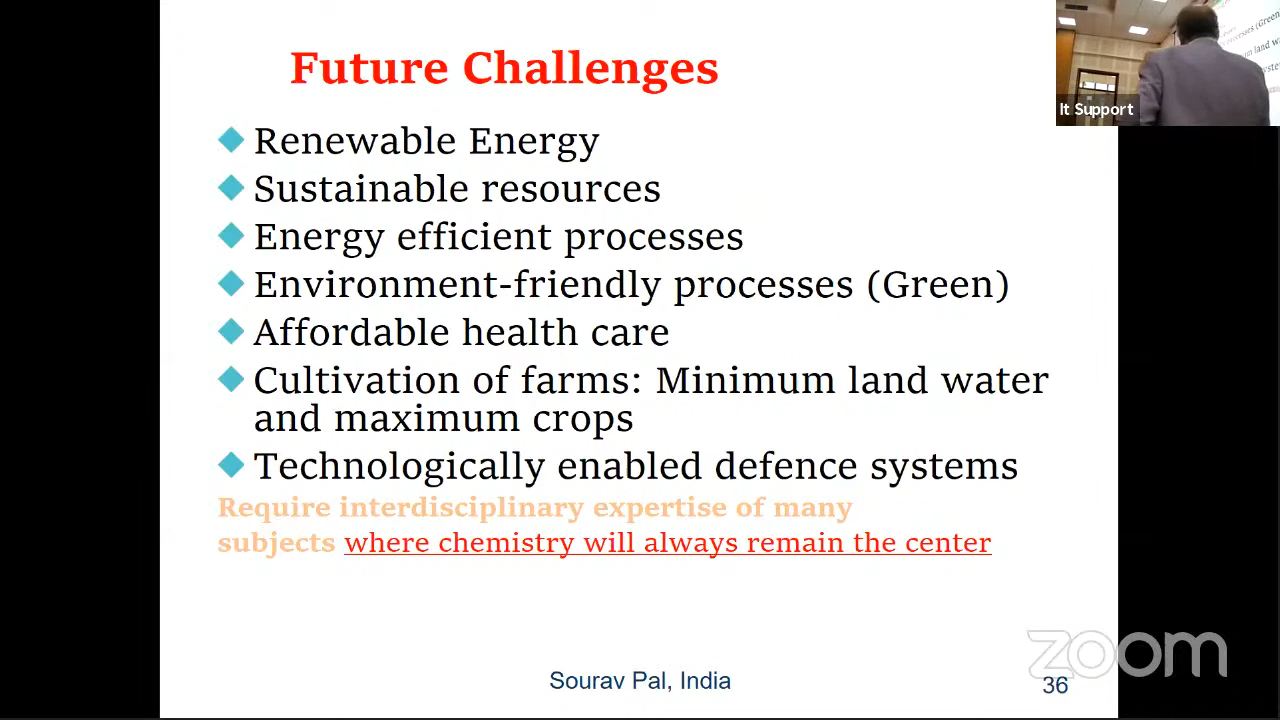 Future Challenges
Renewable Energy
Sustainable resources
Energy efficient processes
Environment-friendly processes (Green)
Affordable health care
Cultivation of farms: Minimum land water
and maximum crops
Technologically enabled defence systems
Require interdisciplinary expertise of many
subjects where chemistry will always remain the center
Sourav Pal, India
36
It Support
zoom